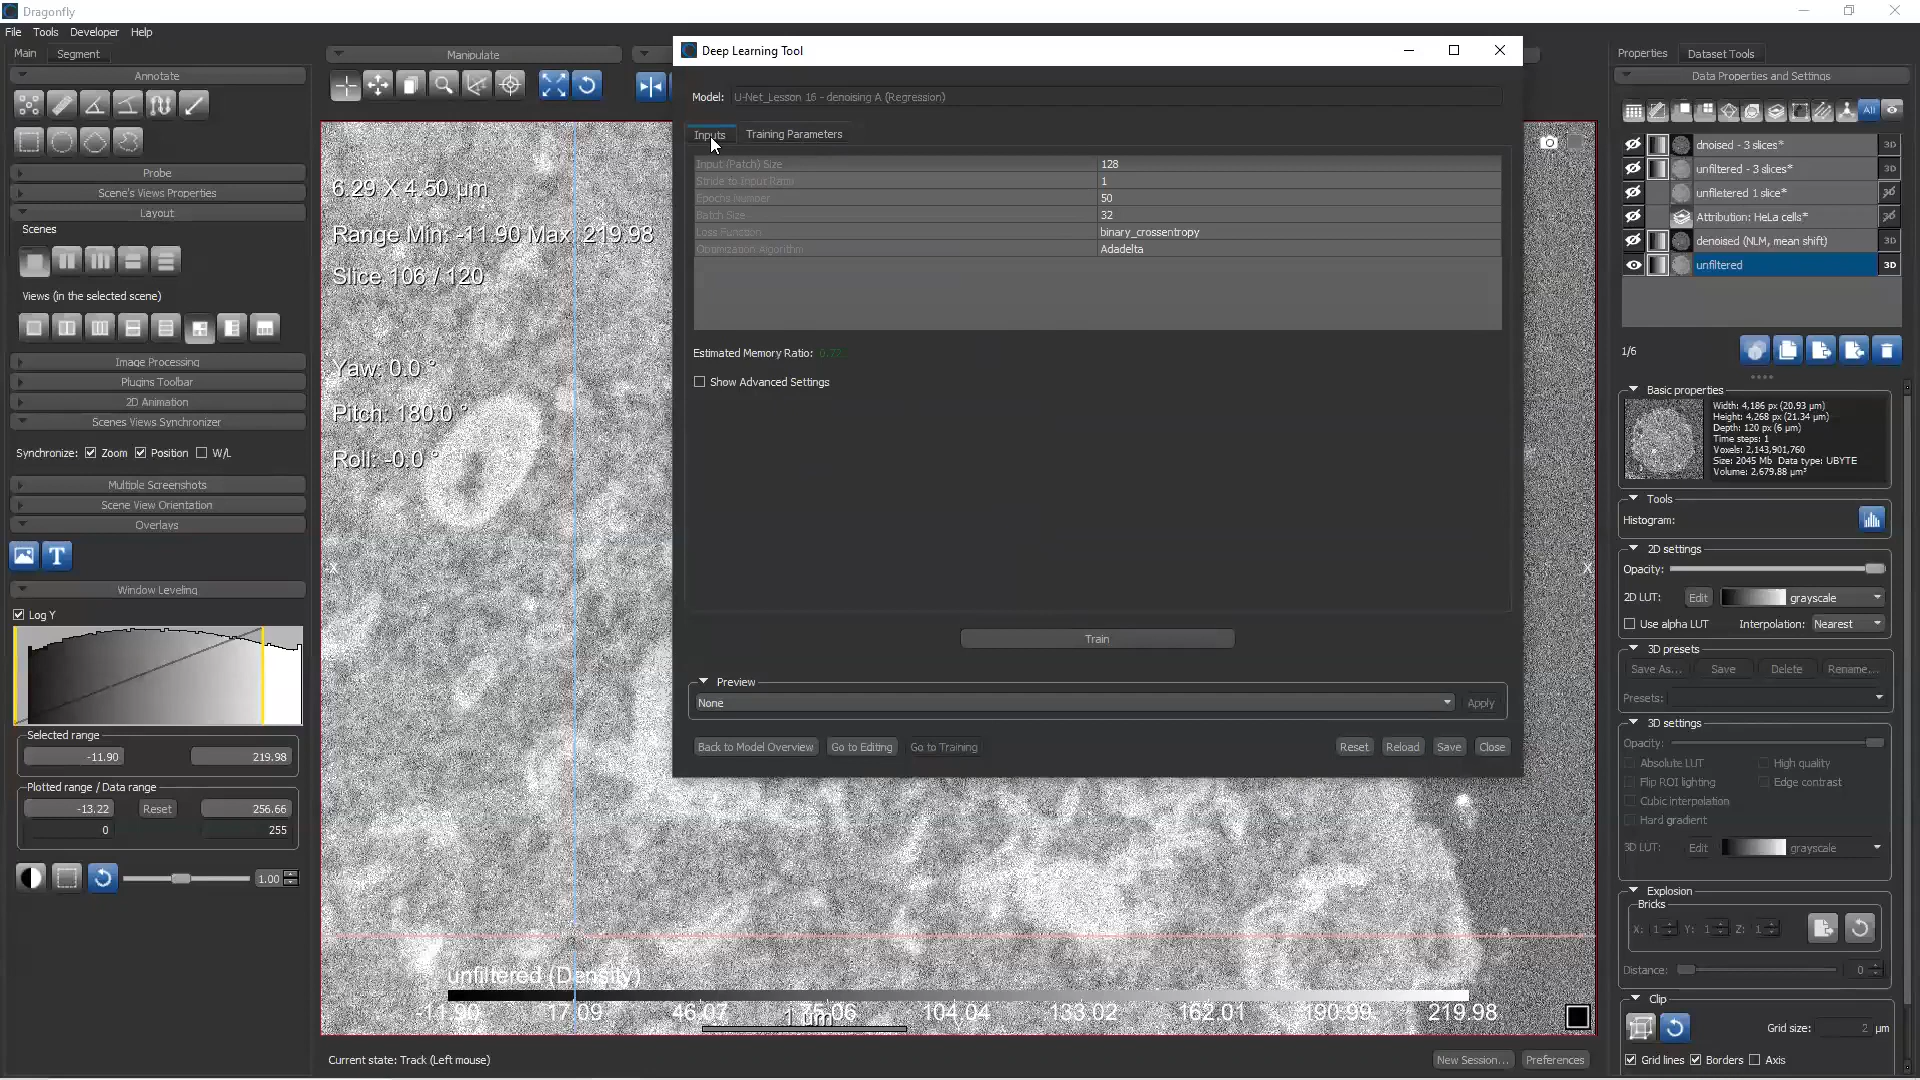 Dragonfly
File Tools Developer Help
Main Segment
Annotate
Probe
Scene's Views Properties
Layout
Scenes
Views (in the selected scene)
Image Processing
Plugins Toolbar
2D Animation
Scenes Views Synchronizer
Synchronize: Zoom Position W/L
Multiple Screenshots
Scene View Orientation
Overlays
T
Window Leveling
Log Y
Selected range
-11.90 219.98
Plotted range / Data range
-13.22 Reset 256.66
0 255
1.00
Manipulate
6.29 X 4.50 µm
Range Min: -11.90 Max: 219.98
Slice 106 / 120
Yaw: 0.0 °
Pitch: 180.0 °
Roll: -0.0 °
X X
unfiltered (Density)
-11.90 17.09 46.07 75.06 104.04 133.02 162.01 190.99 219.98
1 µm
Current state: Track (Left mouse)
New Session... Preferences
Deep Learning Tool
Model: U-Net_Lesson 16 - denoising A (Regression)
Inputs Training Parameters
Input (Patch) Size 128
Stride to Input Ratio 1
Epochs Number 50
Batch Size 32
Loss Function binary_crossentropy
Optimization Algorithm Adadelta
Estimated Memory Ratio: 0.72
Show Advanced Settings
Train
Preview
None Apply
Back to Model Overview Go to Editing Go to Training Reset Reload Save Close
Properties Dataset Tools
Data Properties and Settings
All
dnoised - 3 slices* 3D
unfiltered - 3 slices* 3D
unfiletered 1 slice* 3D
Attribution: HeLa cells* 3D
denoised (NLM, mean shift) 3D
unfiltered 3D
1/6
Basic properties
Width: 4,186 px (20.93 µm)
Height: 4,268 px (21.34 µm)
Depth: 120 px (6 µm)
Time steps: 1
Voxels: 2,143,901,760
Size: 2045 Mb Data type: UBYTE
Volume: 2,679.88 µm³
Tools
Histogram:
2D settings
Opacity:
2D LUT: Edit grayscale
Use alpha LUT Interpolation: Nearest
3D presets
Save As... Save Delete Rename...
Presets:
3D settings
Opacity:
Absolute LUT High quality
Flip ROI lighting Edge contrast
Cubic interpolation
Hard gradient
3D LUT: Edit grayscale
Explosion
Bricks
X: 1 Y: 1 Z: 1
Distance: 0
Clip
Grid size: 2 µm
Grid lines Borders Axis